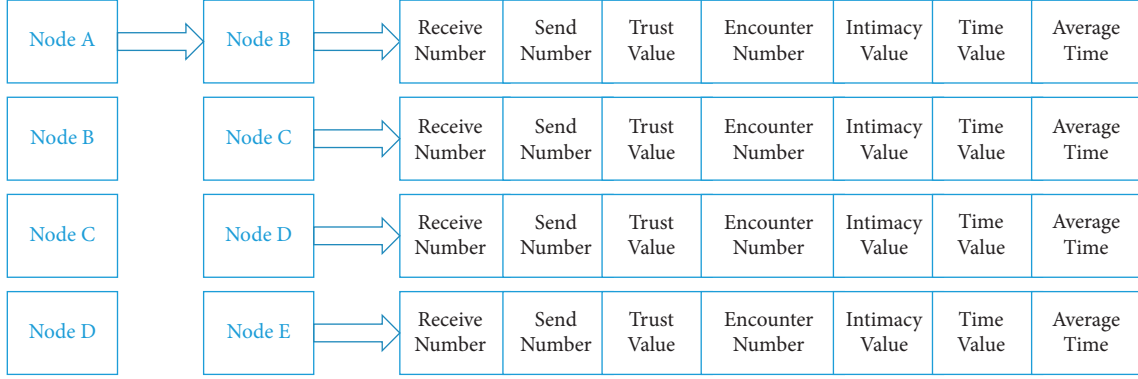 Node A
Node B
Receive
Number
Send
Number
Trust
Value
Encounter
Number
Intimacy
Value
Time
Value
Average
Time
Node B
Node C
Receive
Number
Send
Number
Trust
Value
Encounter
Number
Intimacy
Value
Time
Value
Average
Time
Node C
Node D
Receive
Number
Send
Number
Trust
Value
Encounter
Number
Intimacy
Value
Time
Value
Average
Time
Node D
Node E
Receive
Number
Send
Number
Trust
Value
Encounter
Number
Intimacy
Value
Time
Value
Average
Time